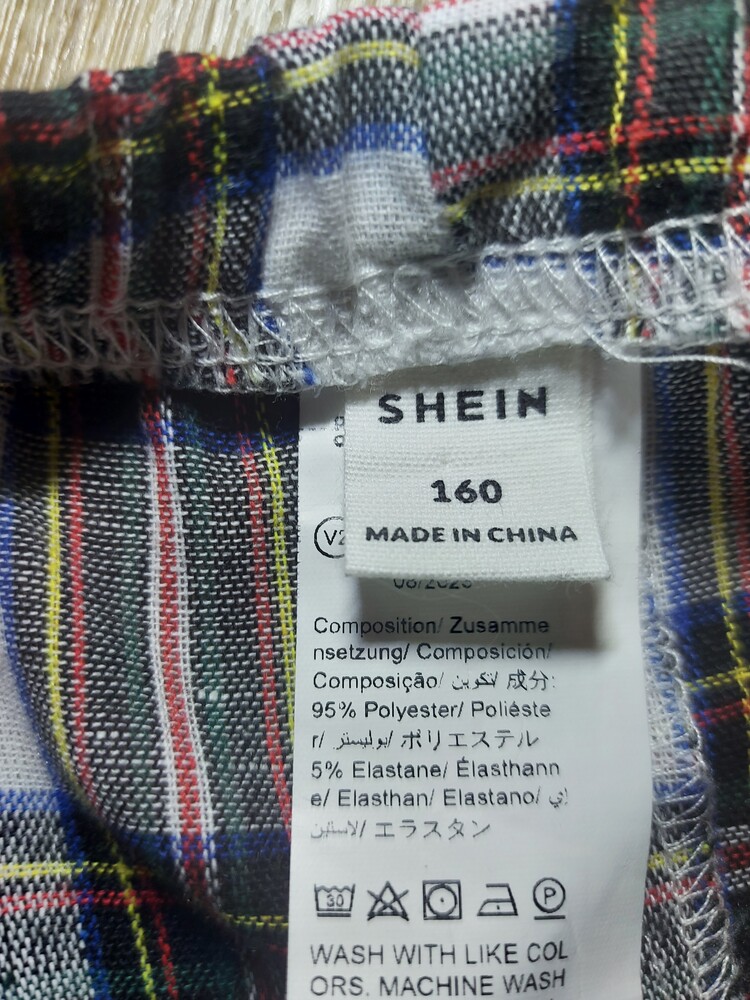 SHEIN
160
MADE IN CHINA
Composition/ Zusamme
nsetzung/ Composición/
Composição/ تكوين/ 成分:
95% Polyester/ Poliéste
r/ بوليستر/ ポリエステル
5% Elastane/ Élasthann
e/ Elasthan/ Elastano/
エラスタン
30
P
WASH WITH LIKE COL
ORS. MACHINE WASH